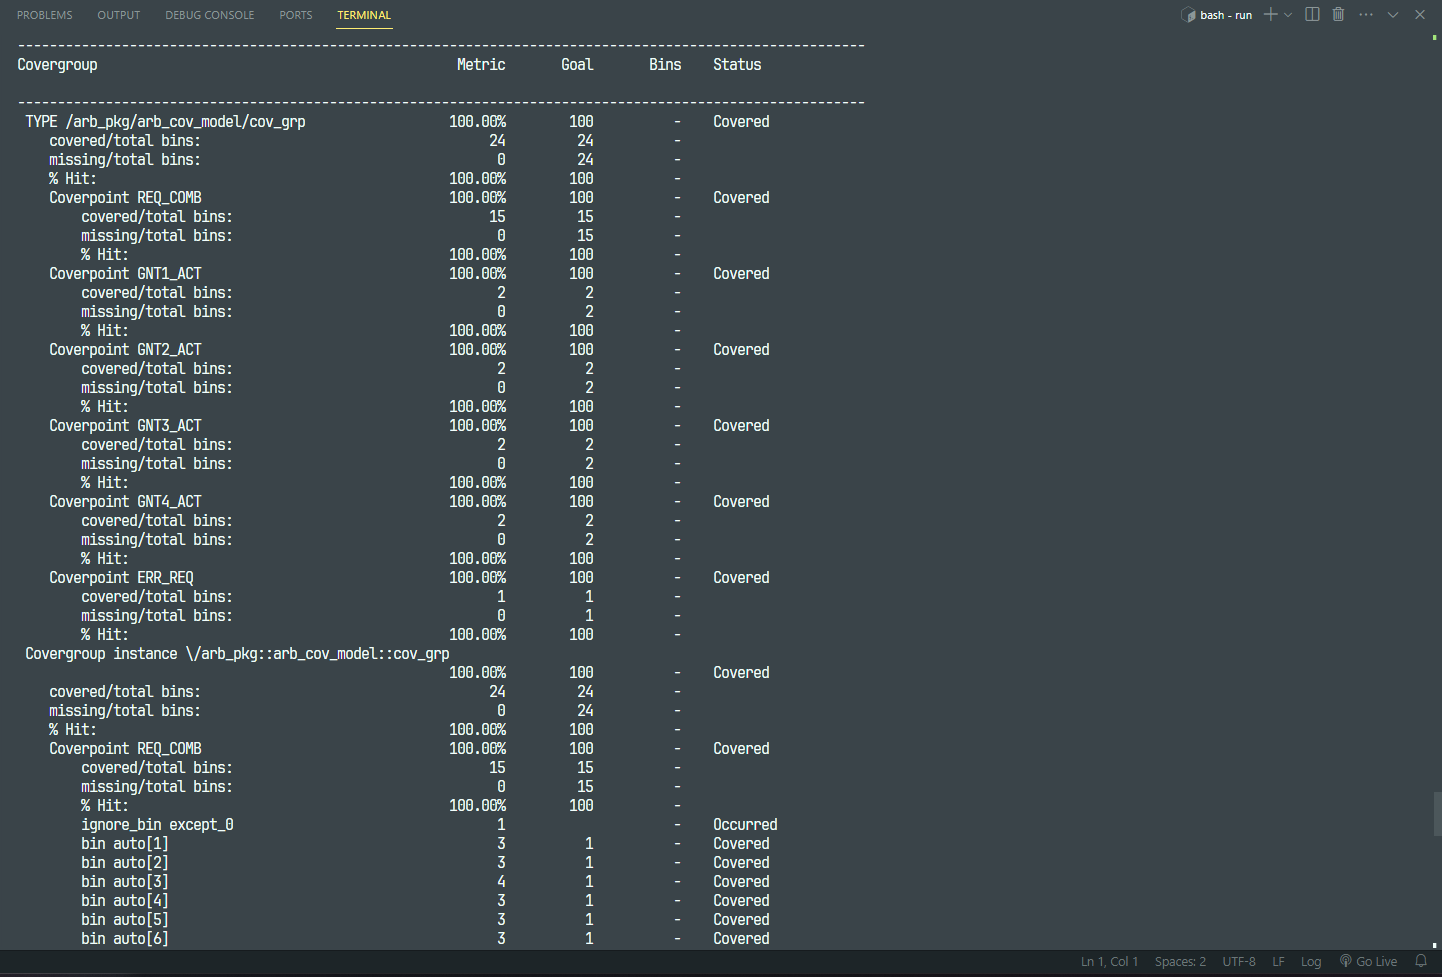 PROBLEMS OUTPUT DEBUG CONSOLE PORTS TERMINAL bash - run
----------------------------------------------------------------------------------------------------------
Covergroup Metric Goal Bins Status
----------------------------------------------------------------------------------------------------------
TYPE /arb_pkg/arb_cov_model/cov_grp 100.00% 100 - Covered
covered/total bins: 24 24 -
missing/total bins: 0 24 -
% Hit: 100.00% 100 -
Coverpoint REQ_COMB 100.00% 100 - Covered
covered/total bins: 15 15 -
missing/total bins: 0 15 -
% Hit: 100.00% 100 -
Coverpoint GNT1_ACT 100.00% 100 - Covered
covered/total bins: 2 2 -
missing/total bins: 0 2 -
% Hit: 100.00% 100 -
Coverpoint GNT2_ACT 100.00% 100 - Covered
covered/total bins: 2 2 -
missing/total bins: 0 2 -
% Hit: 100.00% 100 -
Coverpoint GNT3_ACT 100.00% 100 - Covered
covered/total bins: 2 2 -
missing/total bins: 0 2 -
% Hit: 100.00% 100 -
Coverpoint GNT4_ACT 100.00% 100 - Covered
covered/total bins: 2 2 -
missing/total bins: 0 2 -
% Hit: 100.00% 100 -
Coverpoint ERR_REQ 100.00% 100 - Covered
covered/total bins: 1 1 -
missing/total bins: 0 1 -
% Hit: 100.00% 100 -
Covergroup instance \/arb_pkg::arb_cov_model::cov_grp
100.00% 100 - Covered
covered/total bins: 24 24 -
missing/total bins: 0 24 -
% Hit: 100.00% 100 -
Coverpoint REQ_COMB 100.00% 100 - Covered
covered/total bins: 15 15 -
missing/total bins: 0 15 -
% Hit: 100.00% 100 -
ignore_bin except_0 1 - Occurred
bin auto[1] 3 1 - Covered
bin auto[2] 3 1 - Covered
bin auto[3] 4 1 - Covered
bin auto[4] 3 1 - Covered
bin auto[5] 3 1 - Covered
bin auto[6] 3 1 - Covered
Ln 1, Col 1 Spaces: 2 UTF-8 LF Log Go Live